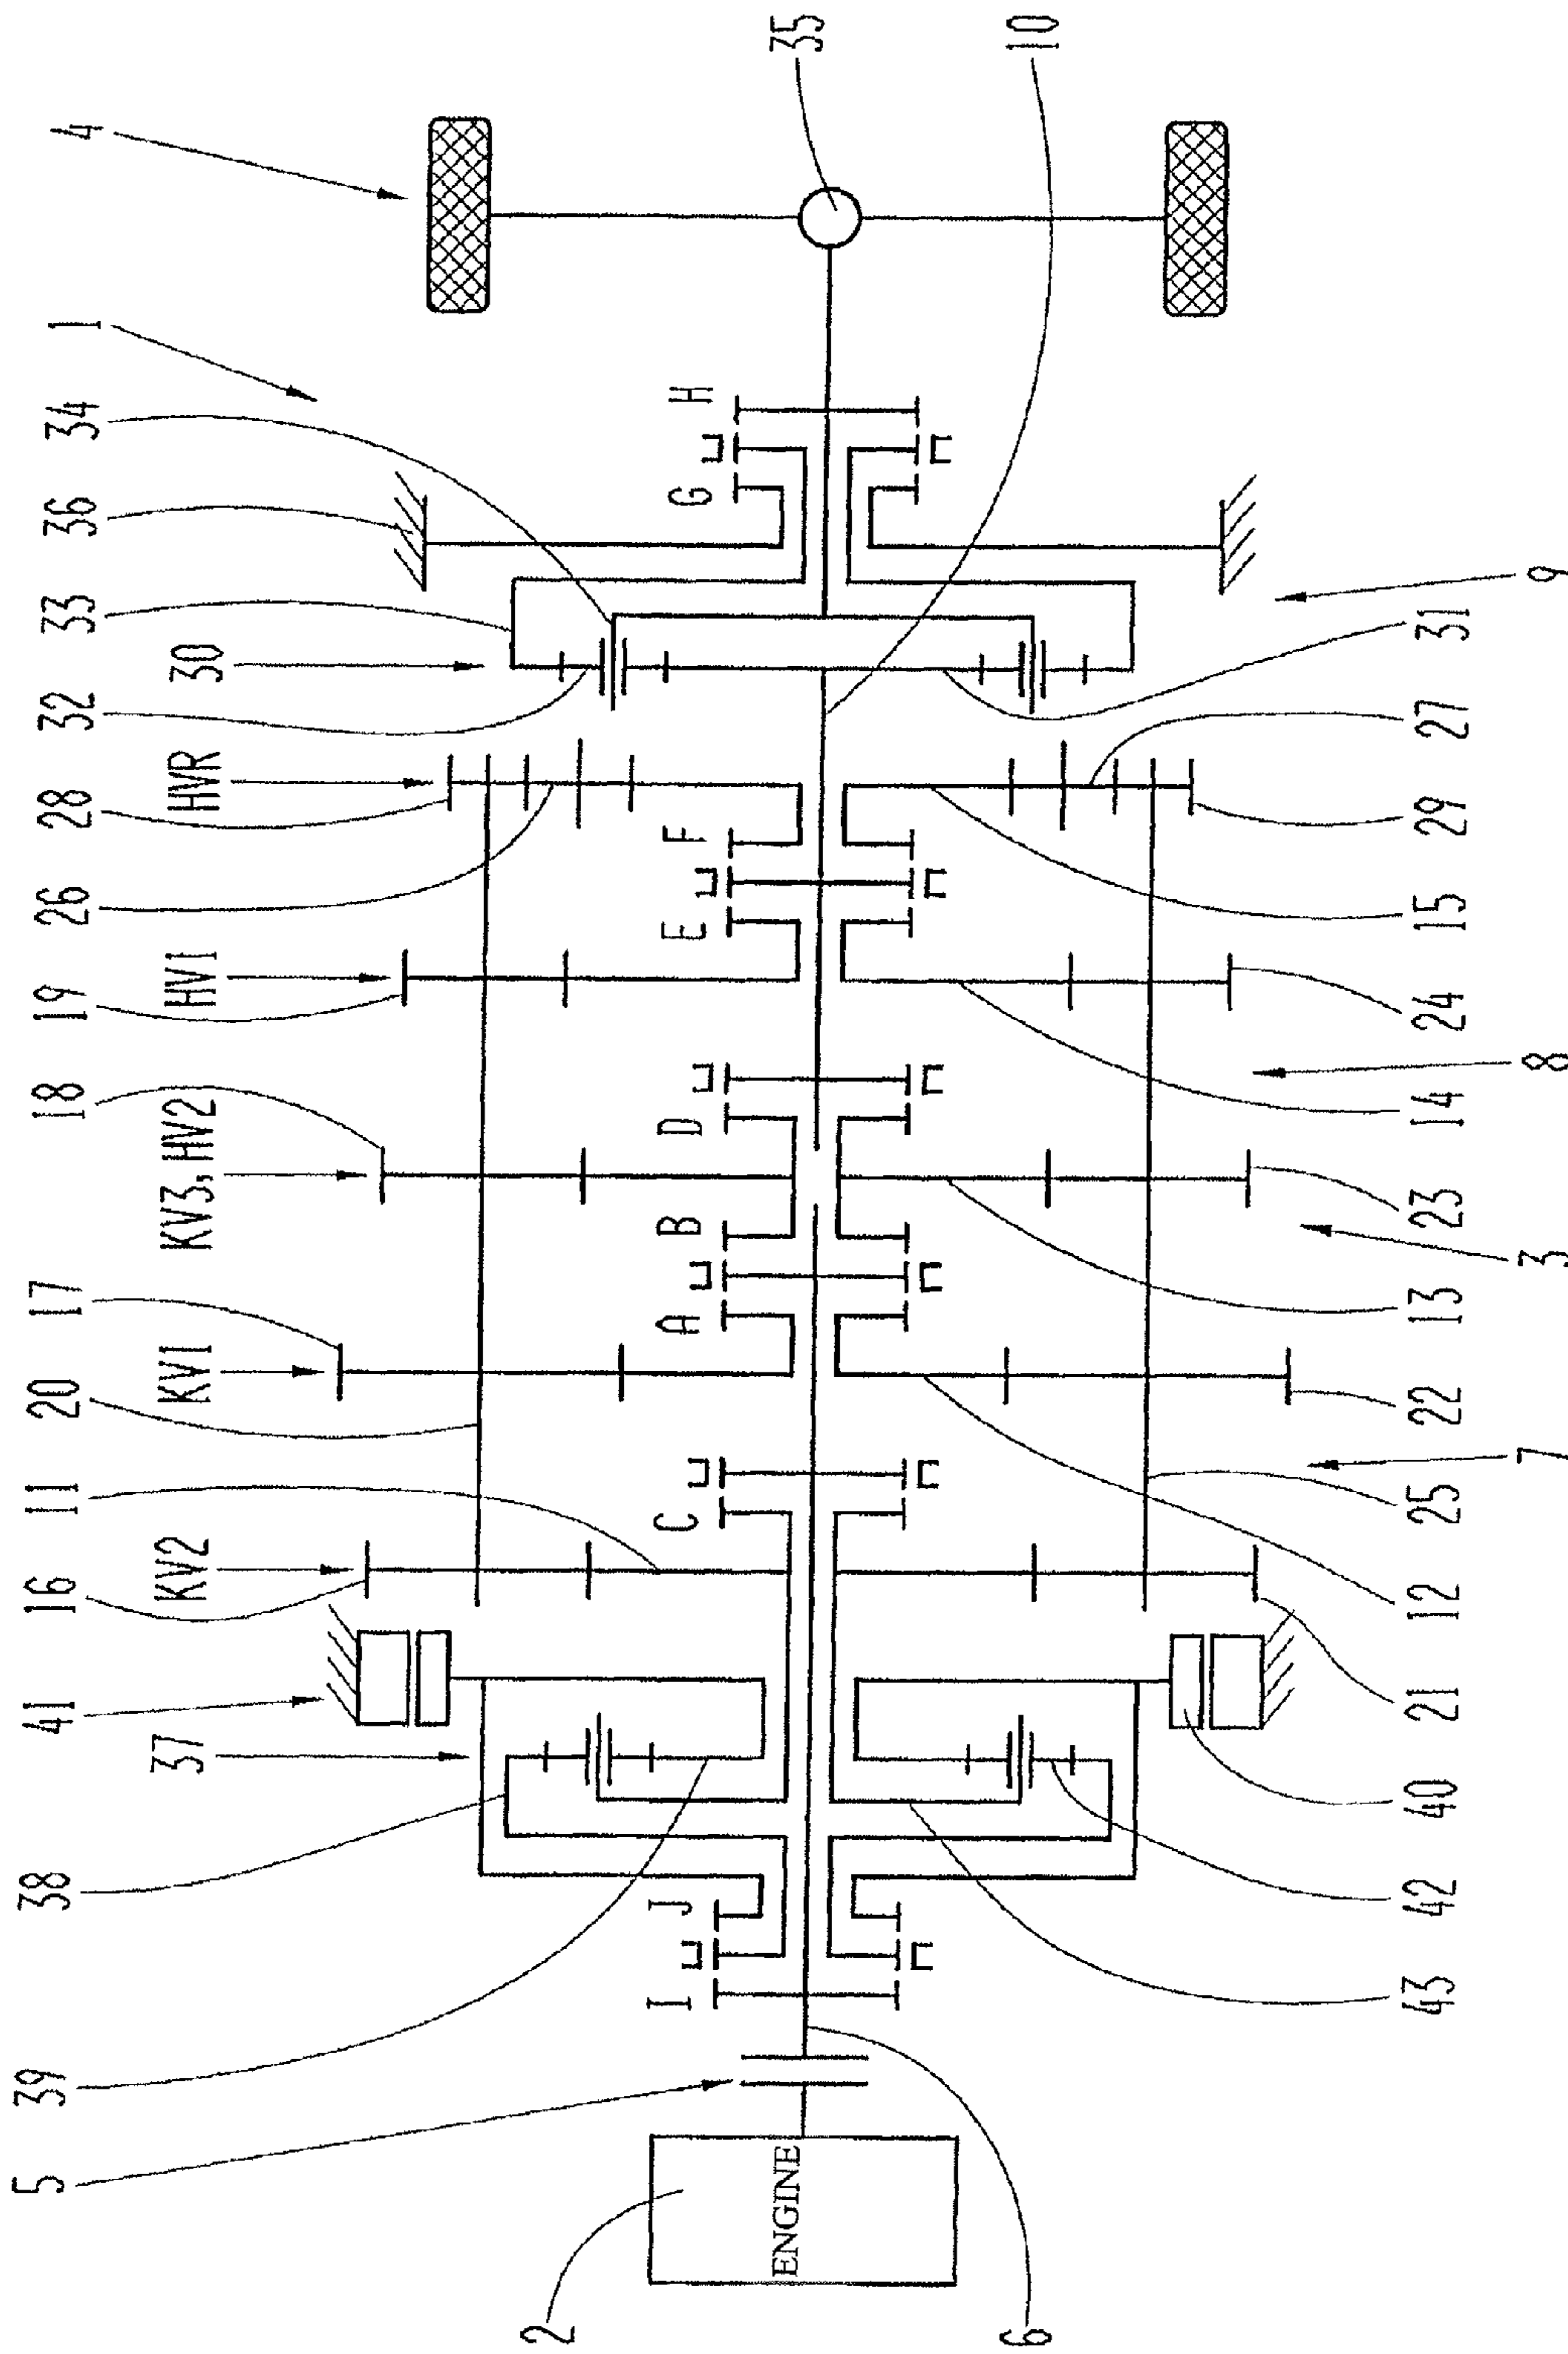 5 39 38 41 16 11 20 17 18 19 26 28 32 33 36 34 1 4
37 KV2 KV1 KV3,HV2 HV1 HVR 30
2
I J C A B D E F G H
ENGINE 35
6 10
43 42 40 21 12 25 22 13 23 14 24 15 29 27 31
7 3 8 9